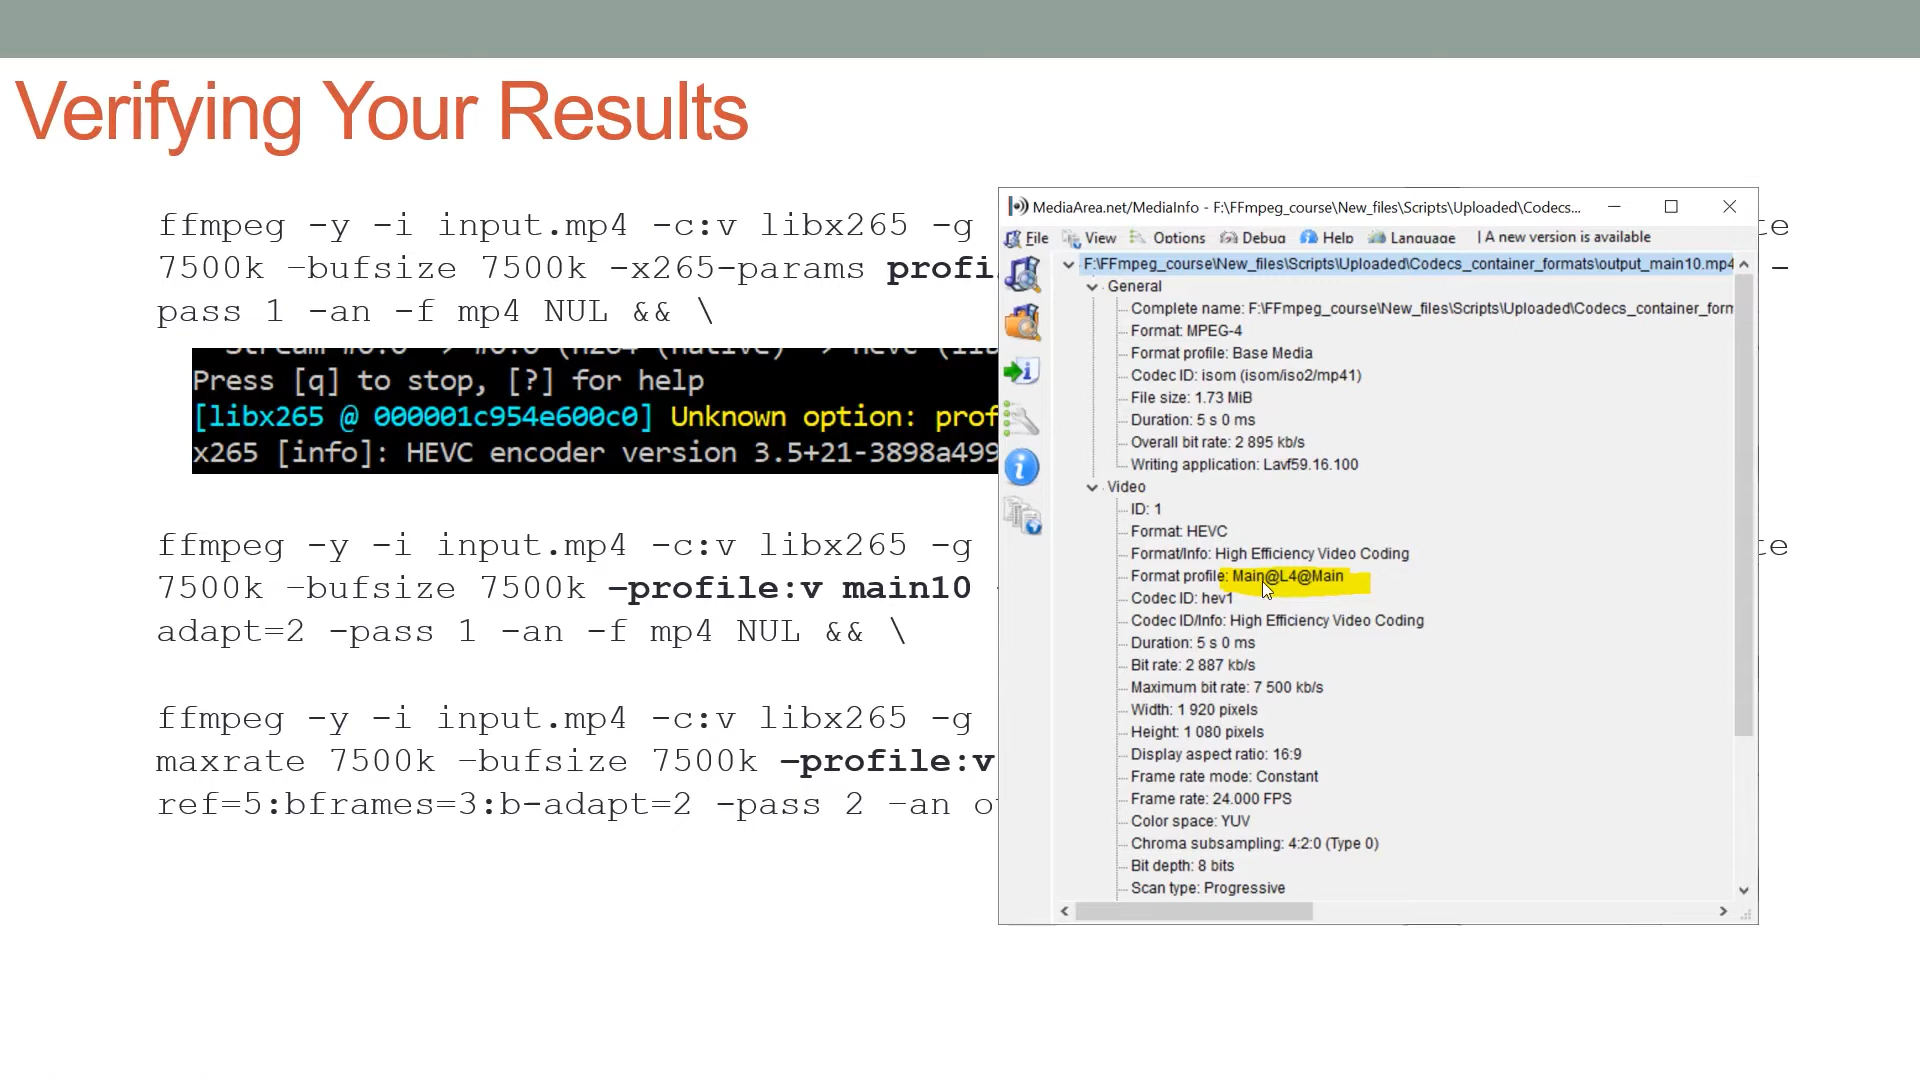 Verifying Your Results
ffmpeg -y -i input.mp4 -c:v libx265 -g
te
7500k –bufsize 7500k -x265-params profi
-
pass 1 -an -f mp4 NUL && \
Press [q] to stop, [?] for help
[libx265 @ 000001c954e600c0] Unknown option: prof
x265 [info]: HEVC encoder version 3.5+21-3898a499
ffmpeg -y -i input.mp4 -c:v libx265 -g
te
7500k –bufsize 7500k –profile:v main10
adapt=2 -pass 1 -an -f mp4 NUL && \
ffmpeg -y -i input.mp4 -c:v libx265 -g
maxrate 7500k –bufsize 7500k –profile:v
ref=5:bframes=3:b-adapt=2 -pass 2 –an o
MediaArea.net/MediaInfo - F:\FFmpeg_course\New_files\Scripts\Uploaded\Codecs...
File View Options Debug Help Language | A new version is available
F:\FFmpeg_course\New_files\Scripts\Uploaded\Codecs_container_formats\output_main10.mp4
General
Complete name: F:\FFmpeg_course\New_files\Scripts\Uploaded\Codecs_container_form
Format: MPEG-4
Format profile: Base Media
Codec ID: isom (isom/iso2/mp41)
File size: 1.73 MiB
Duration: 5 s 0 ms
Overall bit rate: 2 895 kb/s
Writing application: Lavf59.16.100
Video
ID: 1
Format: HEVC
Format/Info: High Efficiency Video Coding
Format profile: Main@L4@Main
Codec ID: hev1
Codec ID/Info: High Efficiency Video Coding
Duration: 5 s 0 ms
Bit rate: 2 887 kb/s
Maximum bit rate: 7 500 kb/s
Width: 1 920 pixels
Height: 1 080 pixels
Display aspect ratio: 16:9
Frame rate mode: Constant
Frame rate: 24.000 FPS
Color space: YUV
Chroma subsampling: 4:2:0 (Type 0)
Bit depth: 8 bits
Scan type: Progressive